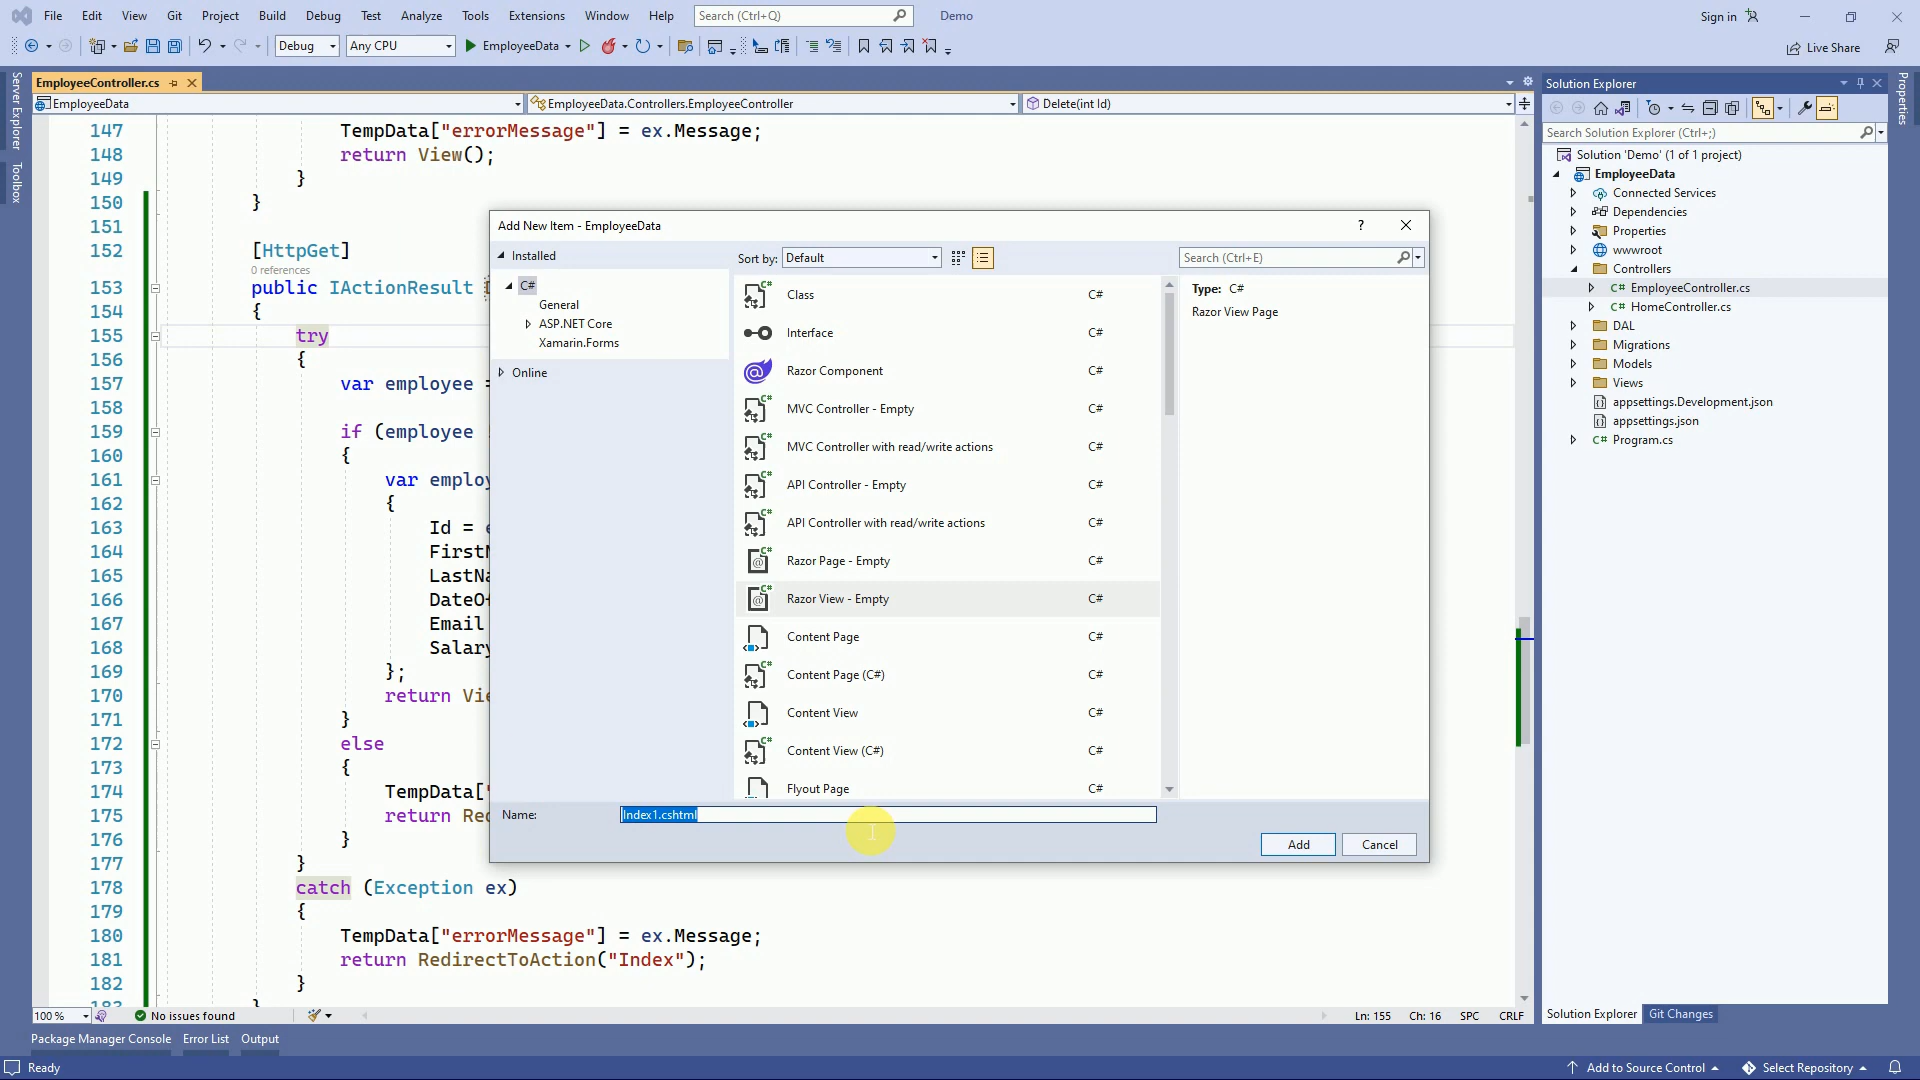 File Edit View Git Project Build Debug Test Analyze Tools Extensions Window Help Search (Ctrl+Q) Demo Sign in
Debug Any CPU EmployeeData Live Share
Server Explorer
Toolbox
EmployeeController.cs
EmployeeData EmployeeData.Controllers.EmployeeController Delete(int Id)
147 TempData["errorMessage"] = ex.Message;
148 return View();
149 }
150 }
151
152 [HttpGet]
0 references
153 public IActionResult
154 {
155 try
156 {
157 var employee =
158
159 if (employee
160 {
161 var employ
162 {
163 Id =
164 FirstN
165 LastNa
166 DateOf
167 Email
168 Salary
169 };
170 return Vie
171 }
172 else
173 {
174 TempData["
175 return Red
176 }
177 }
178 catch (Exception ex)
179 {
180 TempData["errorMessage"] = ex.Message;
181 return RedirectToAction("Index");
182 }
183 }
Add New Item - EmployeeData ?
Installed
C#
General
ASP.NET Core
Xamarin.Forms
Online
Sort by: Default
Search (Ctrl+E)
Class C#
Interface C#
Razor Component C#
MVC Controller - Empty C#
MVC Controller with read/write actions C#
API Controller - Empty C#
API Controller with read/write actions C#
Razor Page - Empty C#
Razor View - Empty C#
Content Page C#
Content Page (C#) C#
Content View C#
Content View (C#) C#
Flyout Page C#
Type: C#
Razor View Page
Name: Index1.cshtml
Add Cancel
Solution Explorer
Search Solution Explorer (Ctrl+;)
Solution 'Demo' (1 of 1 project)
EmployeeData
Connected Services
Dependencies
Properties
wwwroot
Controllers
C# EmployeeController.cs
C# HomeController.cs
DAL
Migrations
Models
Views
appsettings.Development.json
appsettings.json
C# Program.cs
Properties
100 % No issues found Ln: 155 Ch: 16 SPC CRLF
Solution Explorer Git Changes
Package Manager Console Error List Output
Ready Add to Source Control Select Repository